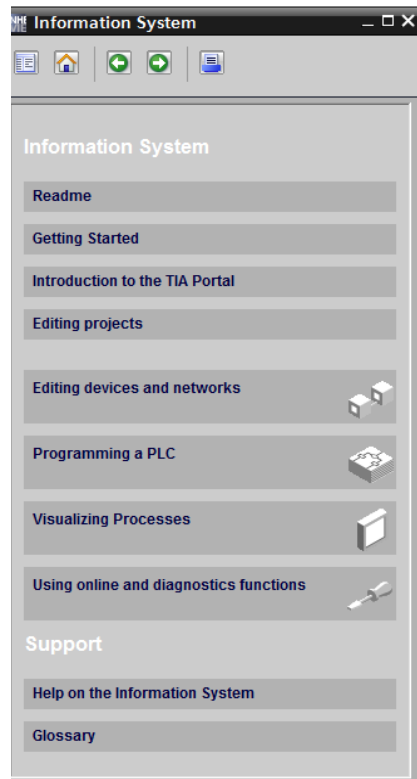 Information System
Information System
Readme
Getting Started
Introduction to the TIA Portal
Editing projects
Editing devices and networks
Programming a PLC
Visualizing Processes
Using online and diagnostics functions
Support
Help on the Information System
Glossary